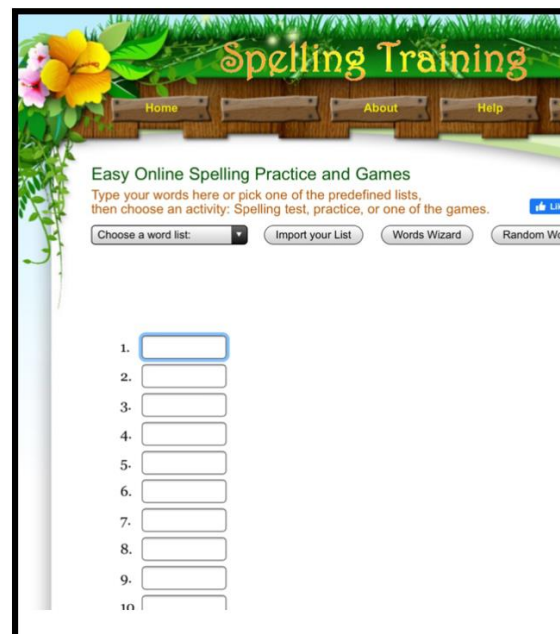 Spelling Training
Home
About
Help
Easy Online Spelling Practice and Games
Type your words here or pick one of the predefined lists,
then choose an activity: Spelling test, practice, or one of the games.
Choose a word list:
Import your List
Words Wizard
Random
1.
2.
3.
4.
5.
6.
7.
8.
9.
10